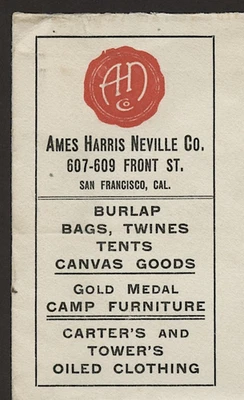 AHN
Co
AMES HARRIS NEVILLE CO.
607-609 FRONT ST.
SAN FRANCISCO, CAL.
BURLAP
BAGS, TWINES
TENTS
CANVAS GOODS
GOLD MEDAL
CAMP FURNITURE
CARTER'S AND
TOWER'S
OILED CLOTHING